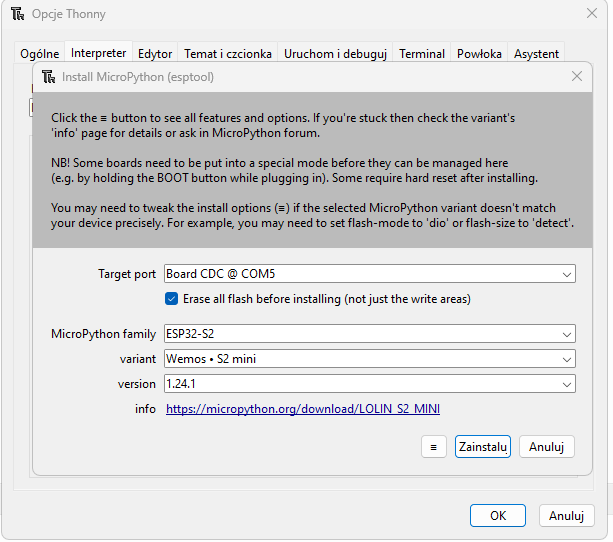 Opcje Thonny
Ogólne Interpreter Edytor Temat i czcionka Uruchom i debuguj Terminal Powłoka Asystent
Install MicroPython (esptool)
Click the ≡ button to see all features and options. If you're stuck then check the variant's
'info' page for details or ask in MicroPython forum.
NB! Some boards need to be put into a special mode before they can be managed here
(e.g. by holding the BOOT button while plugging in). Some require hard reset after installing.
You may need to tweak the install options (≡) if the selected MicroPython variant doesn't match
your device precisely. For example, you may need to set flash-mode to 'dio' or flash-size to 'detect'.
Target port Board CDC @ COM5
Erase all flash before installing (not just the write areas)
MicroPython family ESP32-S2
variant Wemos • S2 mini
version 1.24.1
info https://micropython.org/download/LOLIN_S2_MINI
≡ Zainstaluj Anuluj
OK Anuluj